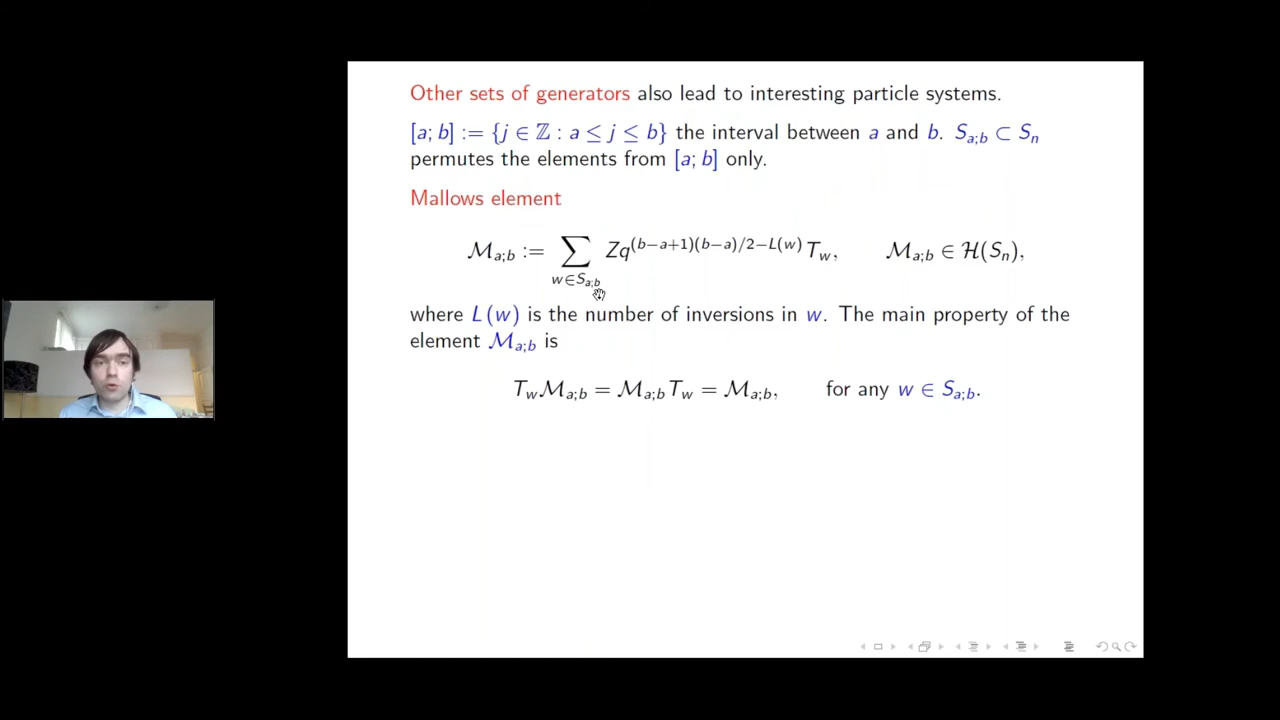 Other sets of generators also lead to interesting particle systems.
[a; b] := {j ∈ ℤ : a ≤ j ≤ b} the interval between a and b. S_{a;b} ⊂ S_n
permutes the elements from [a; b] only.
Mallows element
ℳ_{a;b} := ∑_{w∈S_{a;b}} Zq^{(b−a+1)(b−a)/2−L(w)} T_w, ℳ_{a;b} ∈ ℋ(S_n),
where L(w) is the number of inversions in w. The main property of the
element ℳ_{a;b} is
T_w ℳ_{a;b} = ℳ_{a;b} T_w = ℳ_{a;b}, for any w ∈ S_{a;b}.